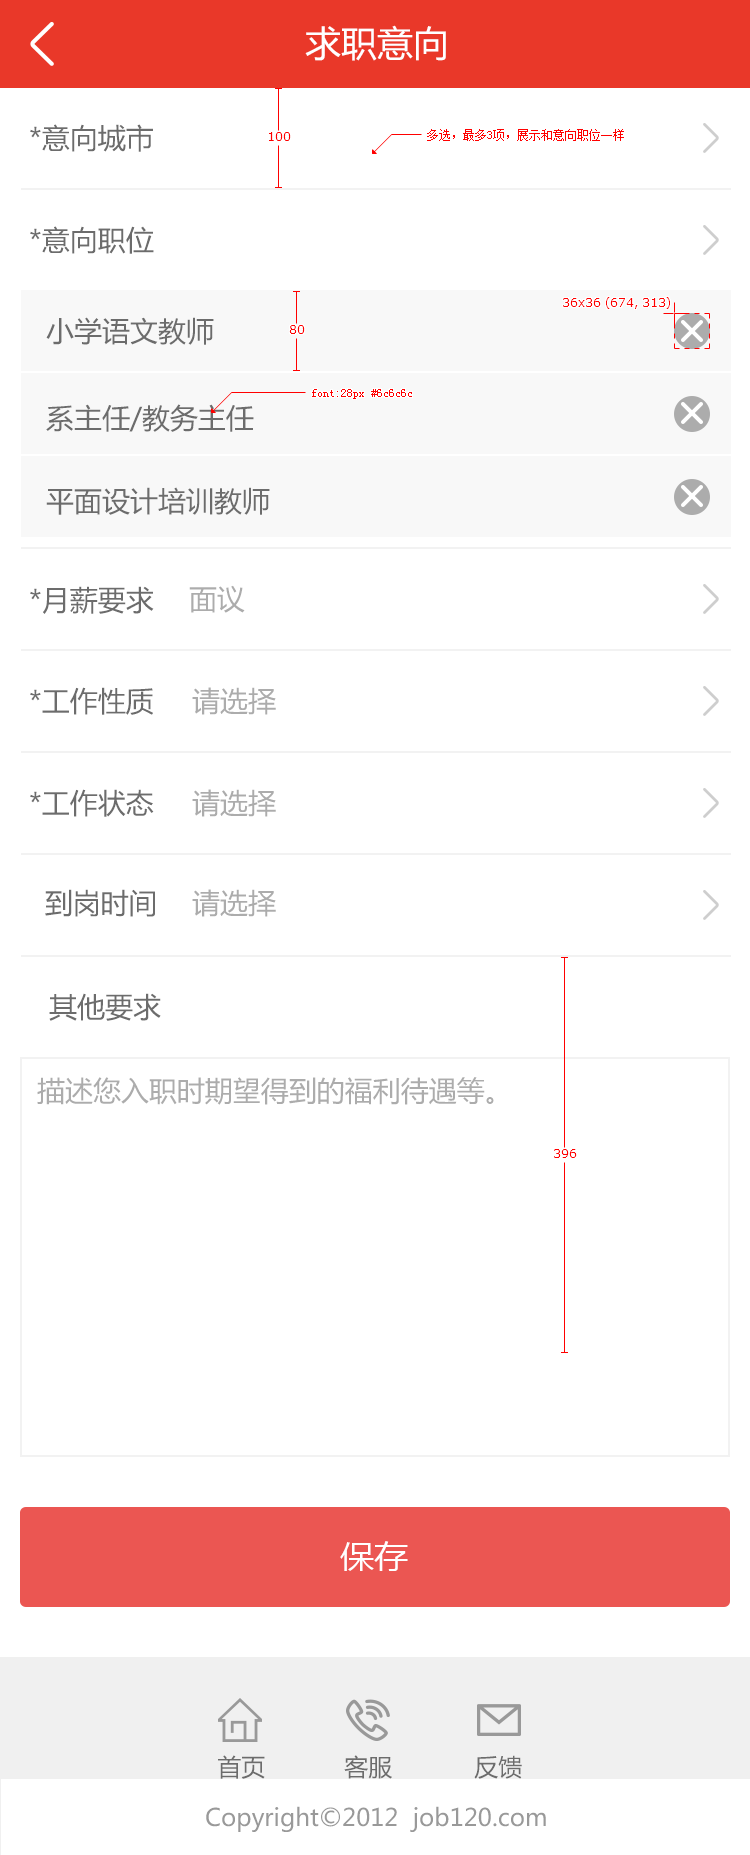 求职意向
*意向城市
100
多选，最多3项，展示和意向职位一样
*意向职位
36x36 (674, 313)
小学语文教师
80
font:28px #6c6c6c
系主任/教务主任
平面设计培训教师
*月薪要求 面议
*工作性质 请选择
*工作状态 请选择
到岗时间 请选择
其他要求
描述您入职时期望得到的福利待遇等。
396
保存
首页 客服 反馈
Copyright©2012 job120.com